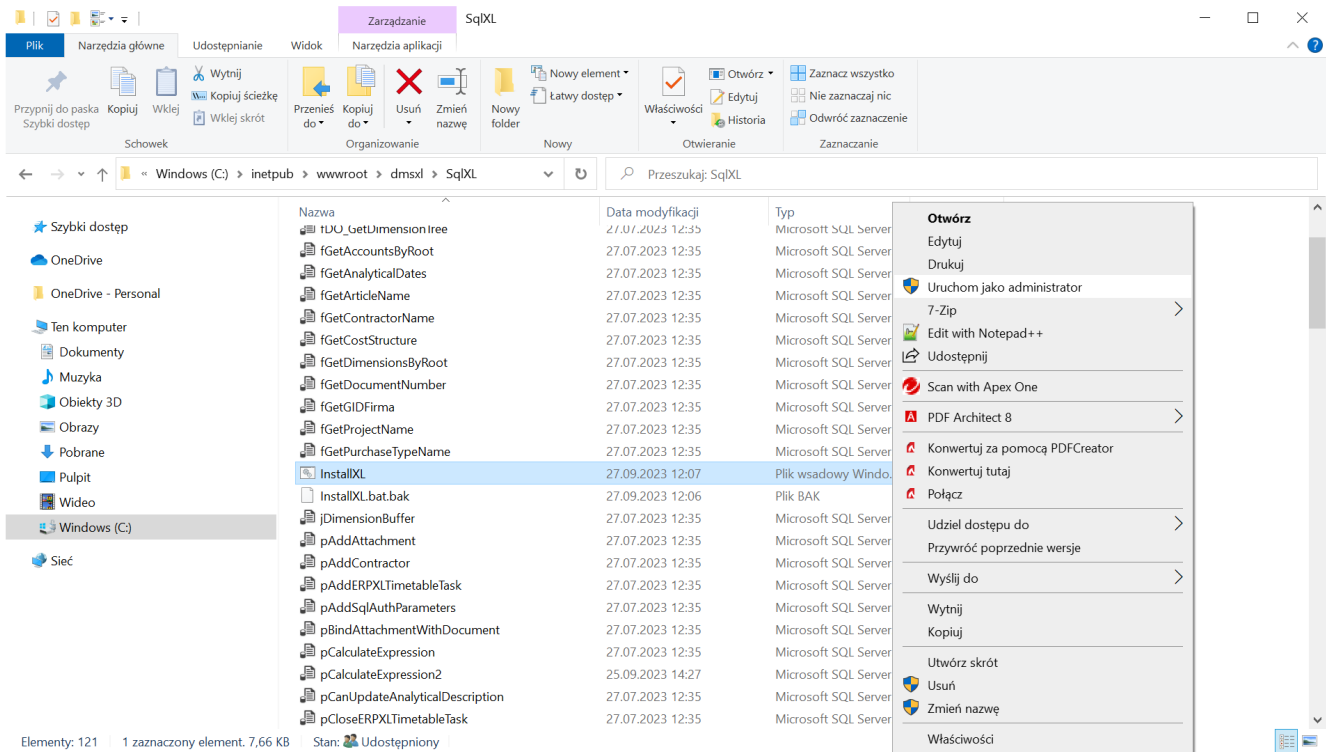 Zarządzanie
SqlXL
Plik
Narzędzia główne
Udostępnianie
Widok
Narzędzia aplikacji
Przypnij do paska
Szybki dostęp
Kopiuj
Wklej
Wytnij
Kopiuj ścieżkę
Wklej skrót
Przenieś
do
Kopiuj
do
Usuń
Zmień
nazwę
Nowy
folder
Nowy element
Łatwy dostęp
Właściwości
Otwórz
Edytuj
Historia
Zaznacz wszystko
Nie zaznaczaj nic
Odwróć zaznaczenie
Schowek
Organizowanie
Nowy
Otwieranie
Zaznaczanie
« Windows (C:) > inetpub > wwwroot > dmsxl > SqlXL
Przeszukaj: SqlXL
Szybki dostęp
OneDrive
OneDrive - Personal
Ten komputer
Dokumenty
Muzyka
Obiekty 3D
Obrazy
Pobrane
Pulpit
Wideo
Windows (C:)
Sieć
Nazwa Data modyfikacji Typ
fDO_GetDimensionTree 27.07.2023 12:35 Microsoft SQL Server
fGetAccountsByRoot 27.07.2023 12:35 Microsoft SQL Server
fGetAnalyticalDates 27.07.2023 12:35 Microsoft SQL Server
fGetArticleName 27.07.2023 12:35 Microsoft SQL Server
fGetContractorName 27.07.2023 12:35 Microsoft SQL Server
fGetCostStructure 27.07.2023 12:35 Microsoft SQL Server
fGetDimensionsByRoot 27.07.2023 12:35 Microsoft SQL Server
fGetDocumentNumber 27.07.2023 12:35 Microsoft SQL Server
fGetGIDFirma 27.07.2023 12:35 Microsoft SQL Server
fGetProjectName 27.07.2023 12:35 Microsoft SQL Server
fGetPurchaseTypeName 27.07.2023 12:35 Microsoft SQL Server
InstallXL 27.09.2023 12:07 Plik wsadowy Windo.
InstallXL.bat.bak 27.09.2023 12:06 Plik BAK
jDimensionBuffer 27.07.2023 12:35 Microsoft SQL Server
pAddAttachment 27.07.2023 12:35 Microsoft SQL Server
pAddContractor 27.07.2023 12:35 Microsoft SQL Server
pAddERPXLTimetableTask 27.07.2023 12:35 Microsoft SQL Server
pAddSqlAuthParameters 27.07.2023 12:35 Microsoft SQL Server
pBindAttachmentWithDocument 27.07.2023 12:35 Microsoft SQL Server
pCalculateExpression 27.07.2023 12:35 Microsoft SQL Server
pCalculateExpression2 25.09.2023 14:27 Microsoft SQL Server
pCanUpdateAnalyticalDescription 27.07.2023 12:35 Microsoft SQL Server
pCloseERPXLTimetableTask 27.07.2023 12:35 Microsoft SQL Server
Otwórz
Edytuj
Drukuj
Uruchom jako administrator
7-Zip
Edit with Notepad++
Udostępnij
Scan with Apex One
PDF Architect 8
Konwertuj za pomocą PDFCreator
Konwertuj tutaj
Połącz
Udziel dostępu do
Przywróć poprzednie wersje
Wyślij do
Wytnij
Kopiuj
Utwórz skrót
Usuń
Zmień nazwę
Właściwości
Elementy: 121 1 zaznaczony element. 7,66 KB Stan: Udostępniony